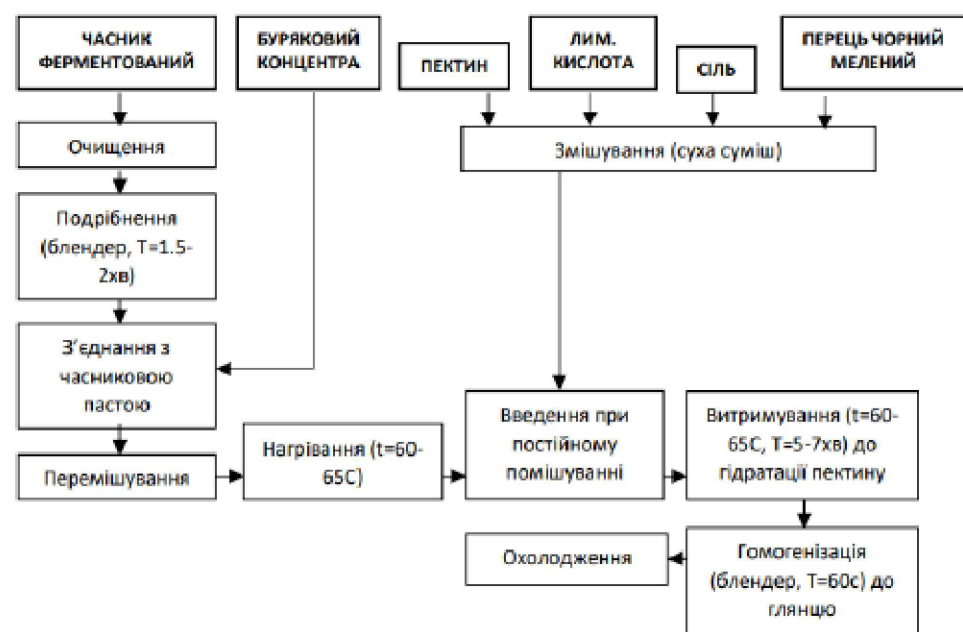 ЧАСНИК
ФЕРМЕНТОВАНИЙ
БУРЯКОВИЙ
КОНЦЕНТРА
ПЕКТИН
ЛИМ.
КИСЛОТА
СІЛЬ
ПЕРЕЦЬ ЧОРНИЙ
МЕЛЕНИЙ
Очищення
Змішування (суха суміш)
Подрібнення
(блендер, T=1.5-
2хв)
З’єднання з
часниковою
пастою
Перемішування
Нагрівання (t=60-
65С)
Введення при
постійному
помішуванні
Витримування (t=60-
65С, T=5-7хв) до
гідратації пектину
Охолодження
Гомогенізація
(блендер, T=60с) до
глянцю